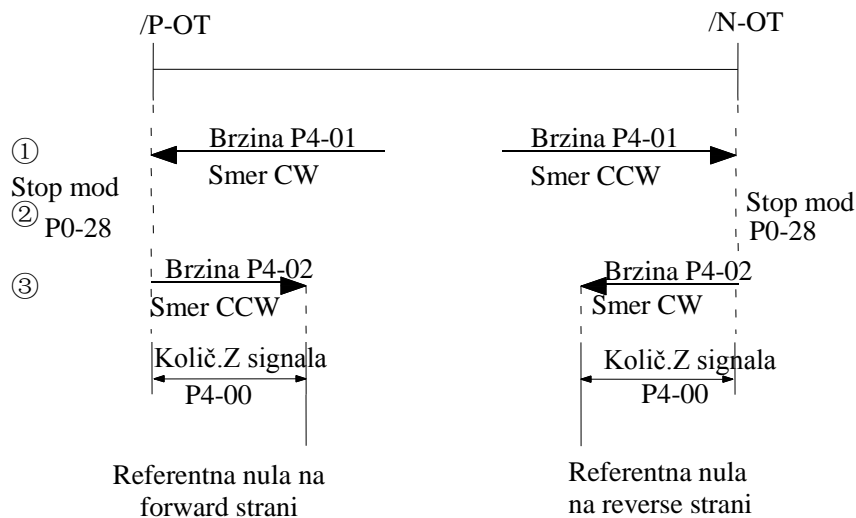 /P-OT
/N-OT
①
Brzina P4-01
Brzina P4-01
Smer CW
Smer CCW
Stop mod
② P0-28
Stop mod
P0-28
③
Brzina P4-02
Brzina P4-02
Smer CCW
Smer CW
Količ.Z signala
Količ.Z signala
P4-00
P4-00
Referentna nula na
forward strani
Referentna nula
na reverse strani